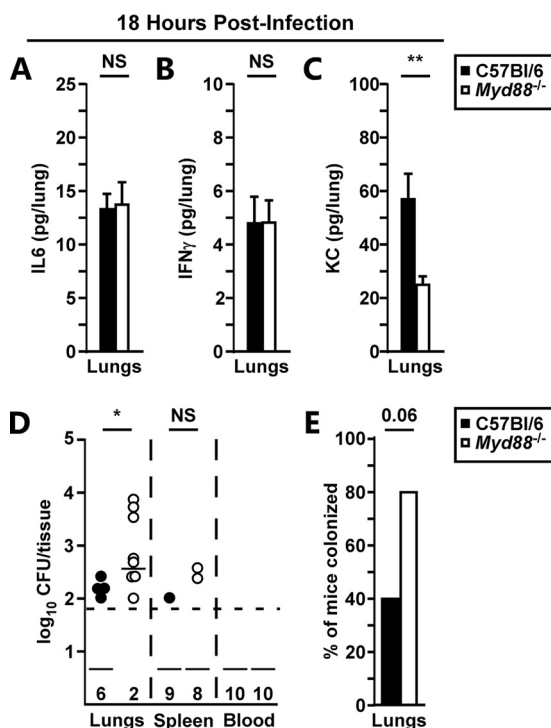 18 Hours Post-Infection
A
NS
IL6 (pg/lung)
25
20
15
10
5
0
Lungs
B
NS
IFNγ (pg/lung)
10
8
6
4
2
0
Lungs
C
**
KC (pg/lung)
100
80
60
40
20
0
Lungs
C57Bl/6
Myd88-/-
D
*
NS
log10 CFU/tissue
5
4
3
2
1
6 2 9 8 10 10
Lungs Spleen Blood
E
0.06
% of mice colonized
100
80
60
40
20
0
Lungs
C57Bl/6
Myd88-/-